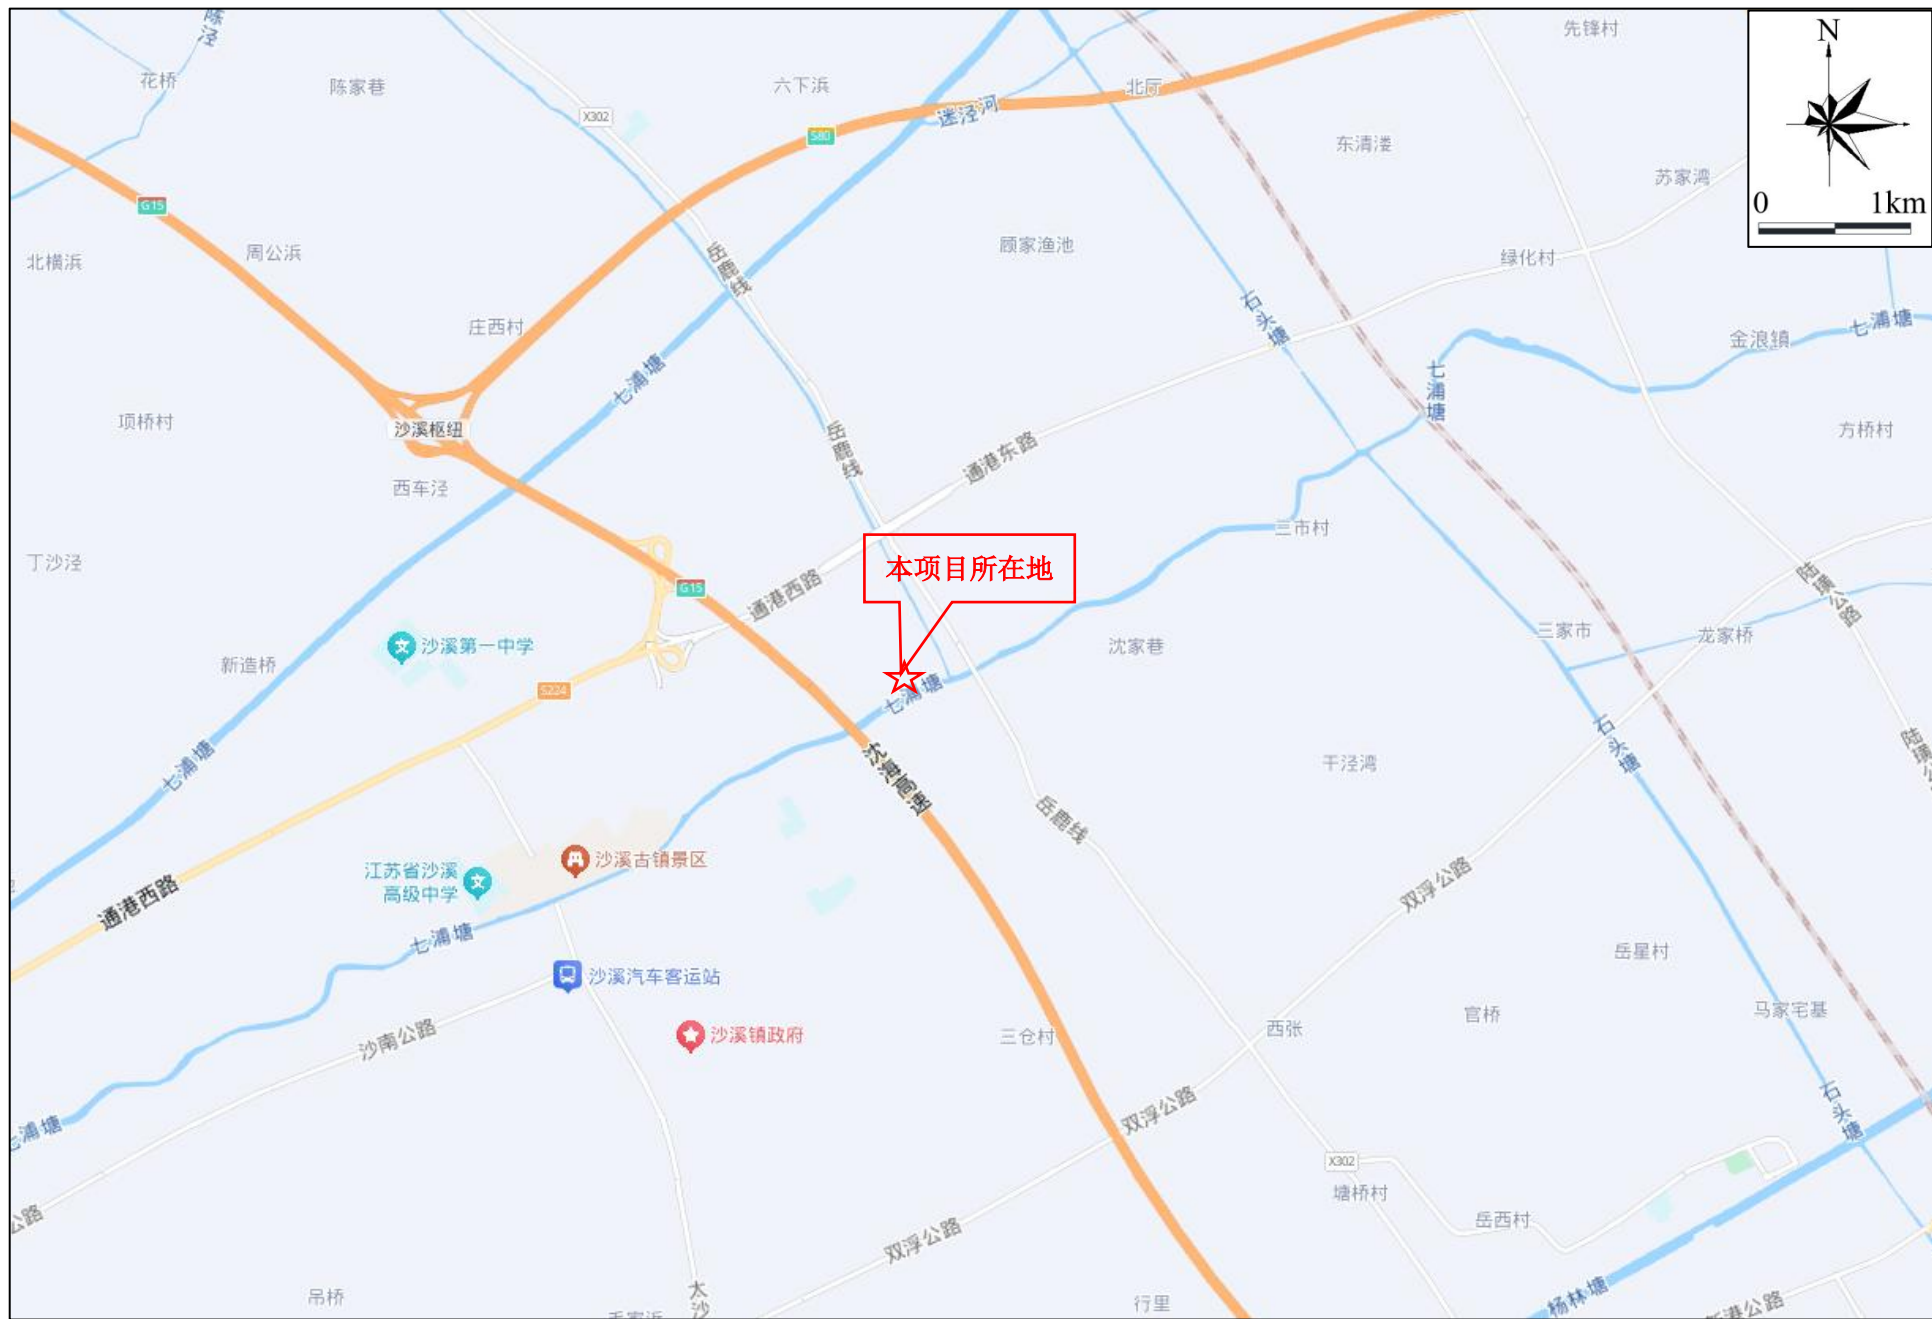 陈泾
先锋村
N
花桥
陈家巷
六下浜
北厅
X302
迷泾河
S80
东清溇
苏家湾
G15
0 1km
周公浜
北横浜
岳鹿线
顾家渔池
绿化村
石头塘
庄西村
七浦塘
金浪镇
七浦塘
七浦塘
项桥村
沙溪枢纽
岳鹿线
通港东路
方桥村
西车泾
三市村
丁沙泾
本项目所在地
G15
通港西路
陆璜公路
沙溪第一中学
沈家巷
三家市
龙家桥
新造桥
S224
七浦塘
石头塘
陆璜公
七浦塘
沈海高速
干泾湾
岳鹿线
沙溪古镇景区
江苏省沙溪
高级中学
双浮公路
通港西路
七浦塘
岳星村
沙溪汽车客运站
马家宅基
官桥
西张
沙南公路
沙溪镇政府
三仓村
双浮公路
石头塘
浦塘
X302
塘桥村
公路
岳西村
双浮公路
吊桥
太沙
行里
杨林塘
港公路